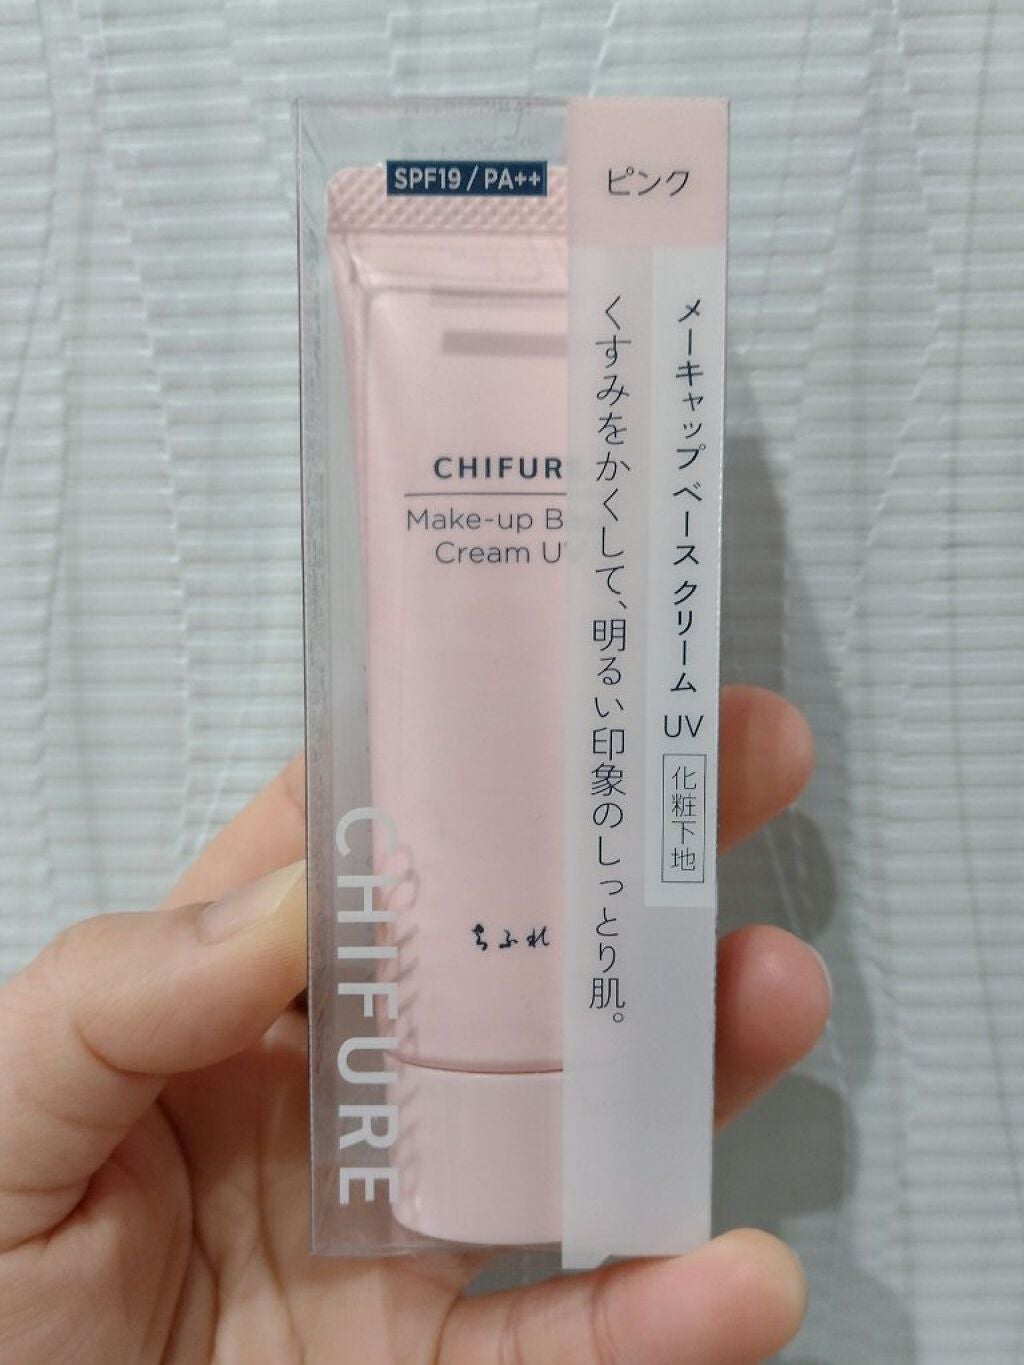 SPF19 / PA++
ピンク
メーキャップ ベース クリーム UV
化粧下地
くすみをかくして、明るい印象のしっとり肌。
CHIFURE
Make-up Base
Cream UV
ちふれ
CHIFURE